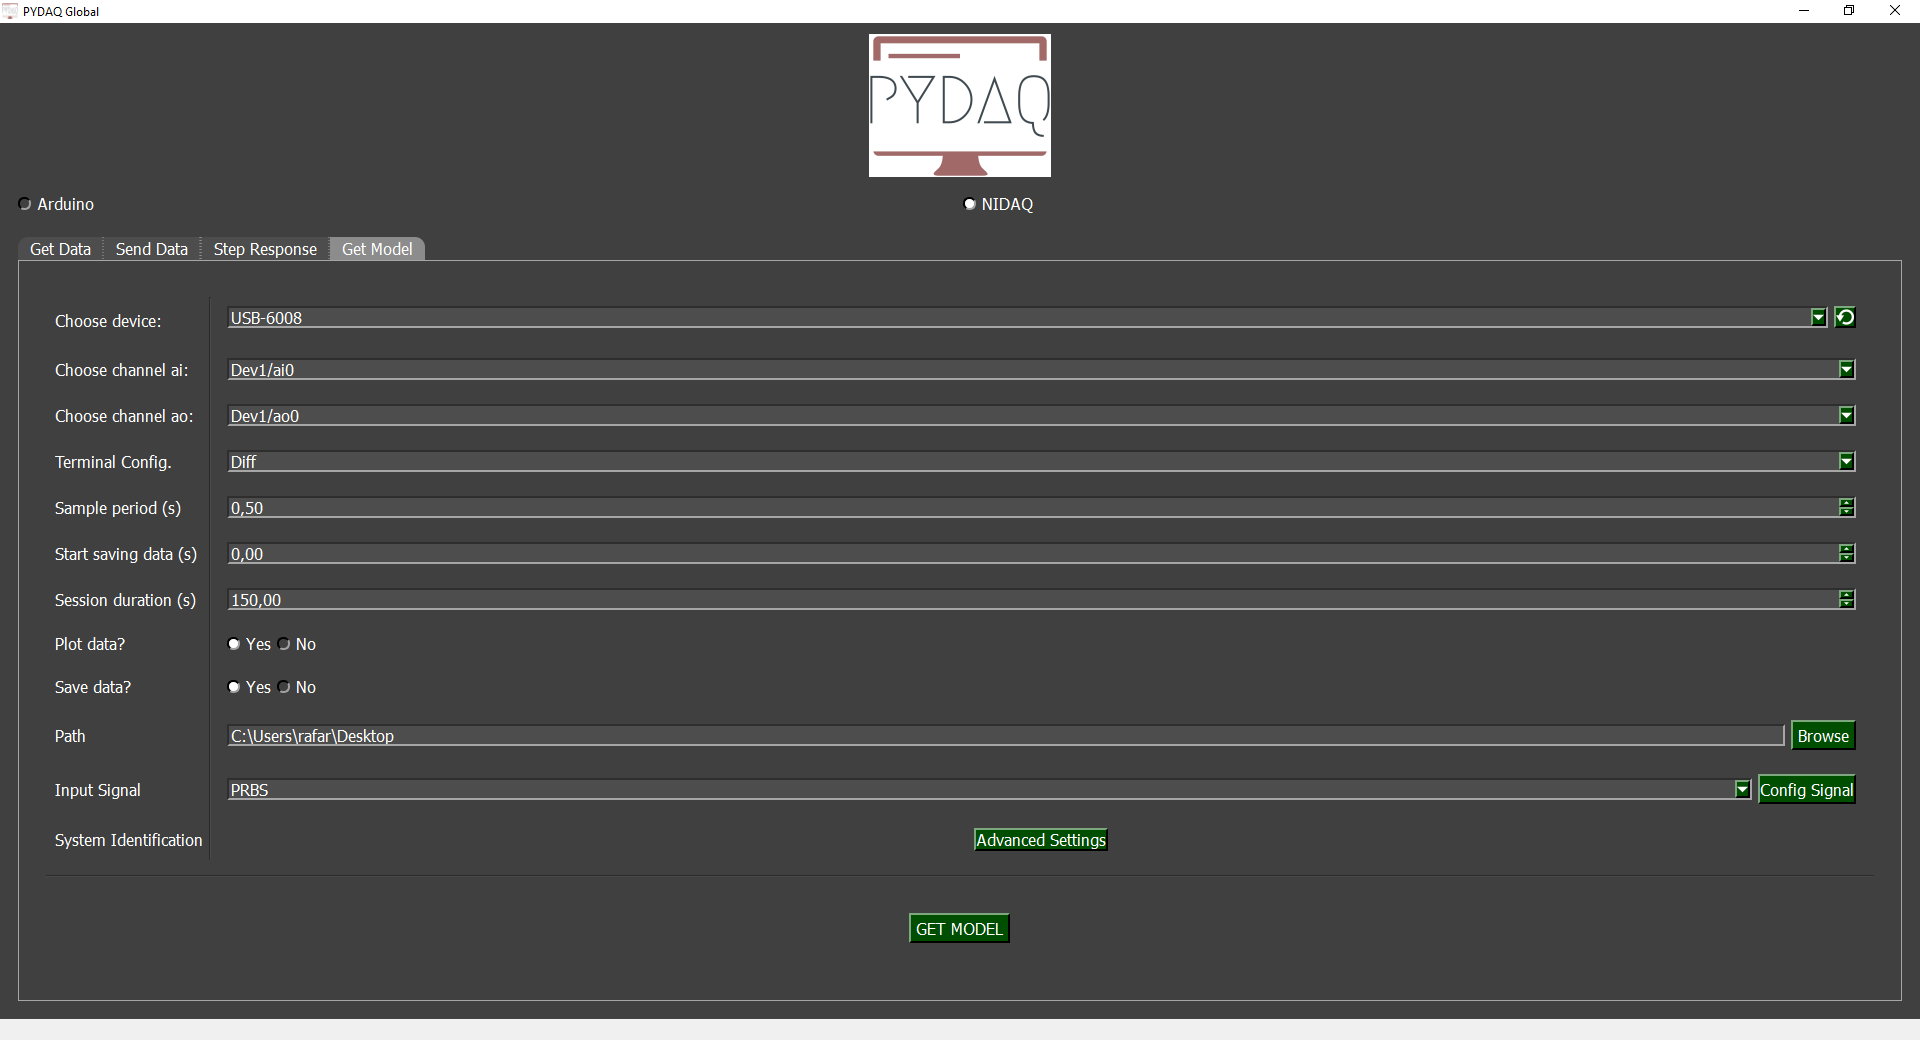 PYDAQ Global
PYDAQ
Arduino
NIDAQ
Get Data
Send Data
Step Response
Get Model
Choose device:
USB-6008
Choose channel ai:
Dev1/ai0
Choose channel ao:
Dev1/ao0
Terminal Config.
Diff
Sample period (s)
0,50
Start saving data (s)
0,00
Session duration (s)
150,00
Plot data?
Yes
No
Save data?
Yes
No
Path
C:\Users\rafar\Desktop
Browse
Input Signal
PRBS
Config Signal
System Identification
Advanced Settings
GET MODEL